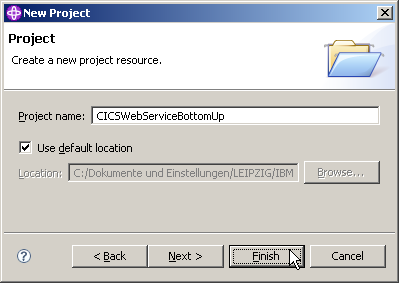 New Project
Project
Create a new project resource.
Project name: CICSWebServiceBottomUp
Use default location
Location: C:/Dokumente und Einstellungen/LEIPZIG/IBM Browse...
? < Back Next > Finish Cancel